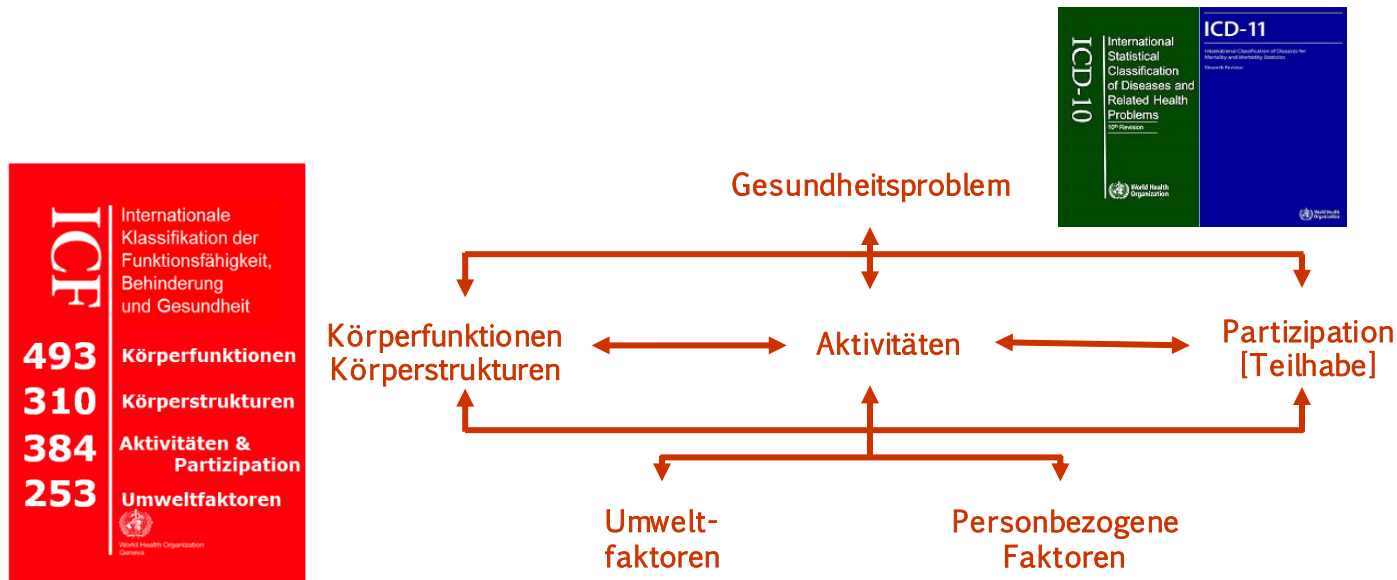 ICD-10
International
Statistical
Classification
of Diseases and
Related Health
Problems
10th Revision
World Health
Organization
ICD-11
International Classification of Diseases for
Mortality and Morbidity Statistics
Eleventh Revision
World Health
Organization
ICF
Internationale
Klassifikation der
Funktionsfähigkeit,
Behinderung
und Gesundheit
493 Körperfunktionen
310 Körperstrukturen
384 Aktivitäten &
Partizipation
253 Umweltfaktoren
World Health Organization
Geneva
Gesundheitsproblem
Körperfunktionen
Körperstrukturen
Aktivitäten
Partizipation
[Teilhabe]
Umwelt-
faktoren
Personbezogene
Faktoren